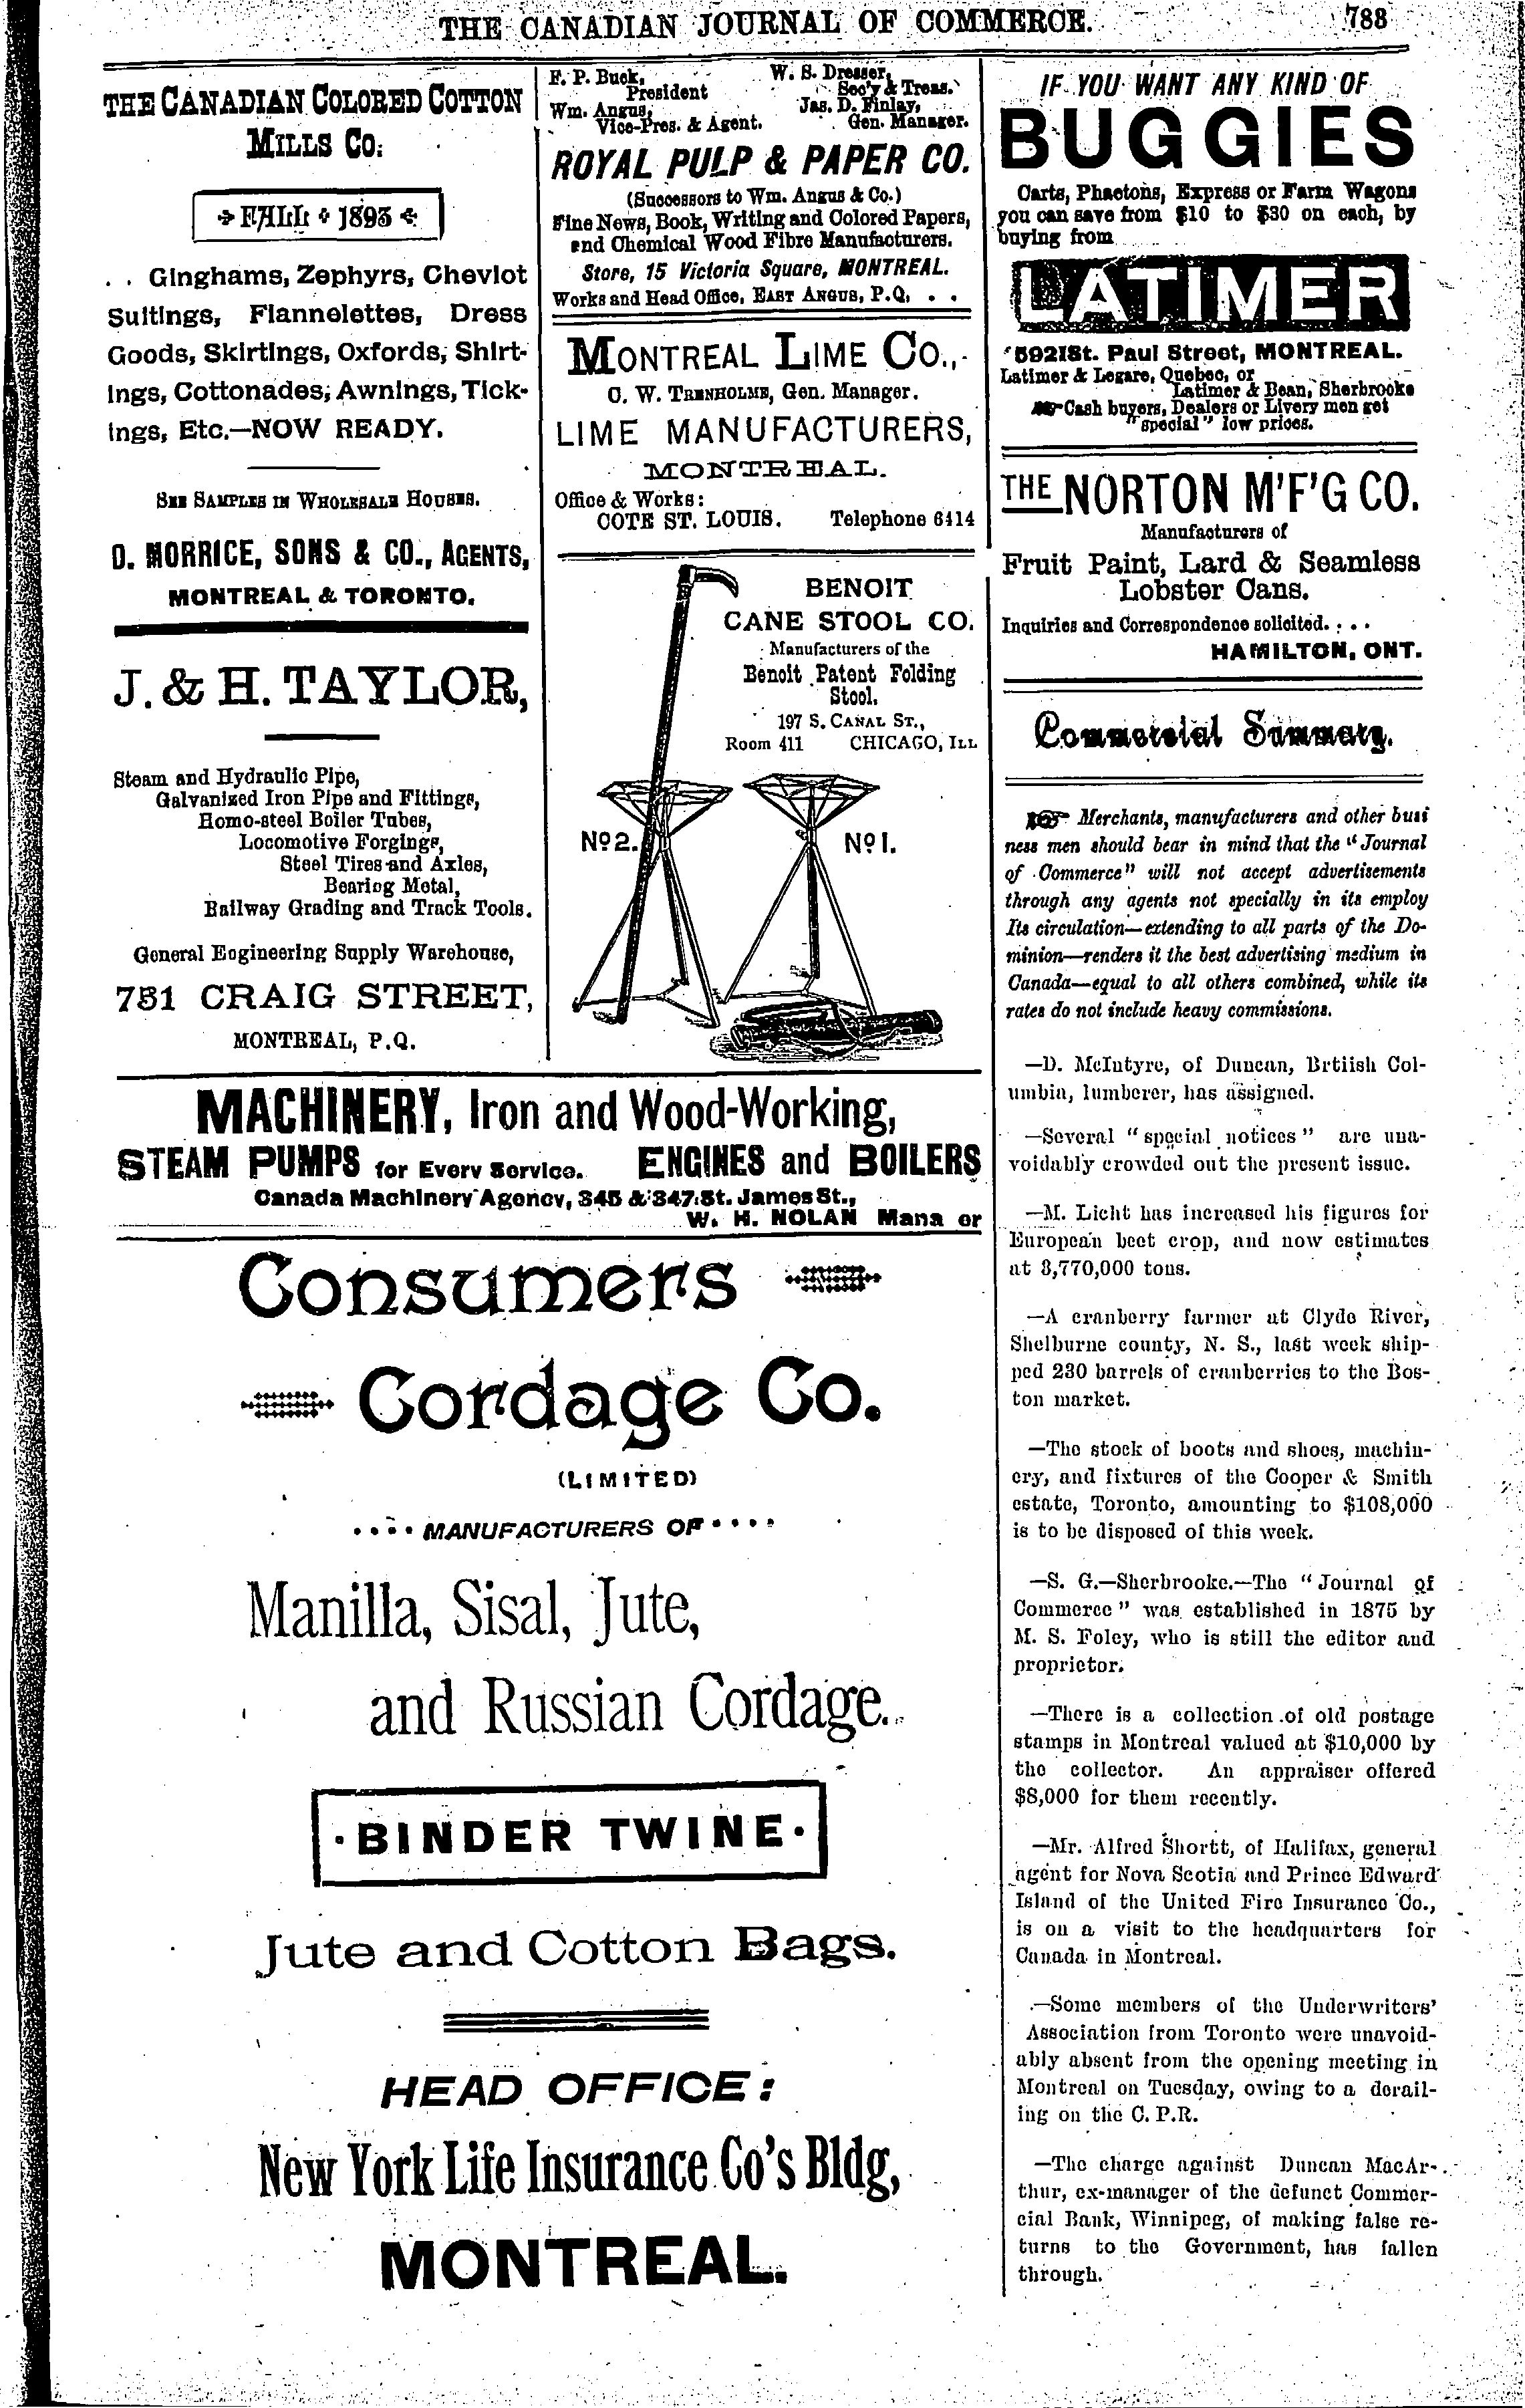 THE CANADIAN JOURNAL OF COMMERCE.
788
THE CANADIAN COLORED COTTON
MILLS CO.
FALL 1893
. . Ginghams, Zephyrs, Cheviot
Suitings, Flannelettes, Dress
Goods, Skirtings, Oxfords, Shirt-
ings, Cottonades, Awnings, Tick-
ings, Etc.—NOW READY.
SEE SAMPLES IN WHOLESALE HOUSES.
D. MORRICE, SONS & CO., AGENTS,
MONTREAL & TORONTO.
J. & H. TAYLOR,
Steam and Hydraulic Pipe,
Galvanized Iron Pipe and Fittings,
Homo-steel Boiler Tubes,
Locomotive Forgings,
Steel Tires and Axles,
Bearing Metal,
Railway Grading and Track Tools.
General Engineering Supply Warehouse,
751 CRAIG STREET,
MONTREAL, P.Q.
F. P. Buck,
President
W. S. Dresser,
Sec'y & Treas.
Wm. Angus,
Vice-Pres. & Agent.
Jas. D. Finlay,
Gen. Manager.
ROYAL PULP & PAPER CO.
(Successors to Wm. Angus & Co.)
Fine News, Book, Writing and Colored Papers,
and Chemical Wood Fibre Manufacturers.
Store, 15 Victoria Square, MONTREAL.
Works and Head Office, EAST ANGUS, P.Q. . .
MONTREAL LIME CO.,
C. W. TRENHOLME, Gen. Manager.
LIME MANUFACTURERS,
MONTREAL.
Office & Works:
COTE ST. LOUIS. Telephone 6414
BENOIT
CANE STOOL CO.
Manufacturers of the
Benoit Patent Folding
Stool.
197 S. CANAL ST.,
Room 411 CHICAGO, ILL
No 2.
No 1.
MACHINERY, Iron and Wood-Working,
STEAM PUMPS for Every Service. ENGINES and BOILERS
Canada Machinery Agency, 345 & 347 St. James St.,
W. H. NOLAN Mana er
Consumers
Cordage Co.
(LIMITED)
.... MANUFACTURERS OF ....
Manilla, Sisal, Jute,
and Russian Cordage.
·BINDER TWINE·
Jute and Cotton Bags.
HEAD OFFICE:
New York Life Insurance Co's Bldg,
MONTREAL.
IF YOU WANT ANY KIND OF
BUGGIES
Carts, Phaetons, Express or Farm Wagons
you can save from $10 to $30 on each, by
buying from
LATIMER
592 St. Paul Street, MONTREAL.
Latimer & Legare, Quebec, or
Latimer & Bean, Sherbrooke
Cash buyers, Dealers or Livery men get
"special" low prices.
THE NORTON M'F'G CO.
Manufacturers of
Fruit Paint, Lard & Seamless
Lobster Cans.
Inquiries and Correspondence solicited. . . .
HAMILTON, ONT.
Commercial Summary.
Merchants, manufacturers and other busi
ness men should bear in mind that the "Journal
of Commerce" will not accept advertisements
through any agents not specially in its employ
Its circulation—extending to all parts of the Do-
minion—renders it the best advertising medium in
Canada—equal to all others combined, while its
rates do not include heavy commissions.
—D. McIntyre, of Duncan, Brtiish Col-
umbia, lumberer, has assigned.
—Several "special notices" are una-
voidably crowded out the present issue.
—M. Licht has increased his figures for
European beet crop, and now estimates
at 3,770,000 tons.
—A cranberry farmer at Clyde River,
Shelburne county, N. S., last week ship-
ped 230 barrels of cranberries to the Bos-
ton market.
—The stock of boots and shoes, machin-
ery, and fixtures of the Cooper & Smith
estate, Toronto, amounting to $108,000
is to be disposed of this week.
—S. G.—Sherbrooke.—The "Journal of
Commerce" was established in 1875 by
M. S. Foley, who is still the editor and
proprietor.
—There is a collection of old postage
stamps in Montreal valued at $10,000 by
the collector. An appraiser offered
$8,000 for them recently.
—Mr. Alfred Shortt, of Halifax, general
agent for Nova Scotia and Prince Edward
Island of the United Fire Insurance Co.,
is on a visit to the headquarters for
Canada in Montreal.
—Some members of the Underwriters'
Association from Toronto were unavoid-
ably absent from the opening meeting in
Montreal on Tuesday, owing to a derail-
ing on the C. P.R.
—The charge against Duncan MacAr-
thur, ex-manager of the defunct Commer-
cial Bank, Winnipeg, of making false re-
turns to the Government, has fallen
through.